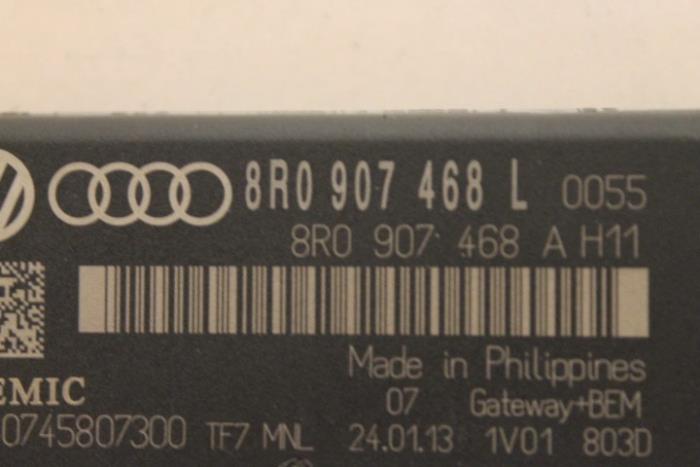 8R0 907 468 L 0055
8R0 907 468 A H11
Made in Philippines
EMIC 07 Gateway+BEM
0745807300 TF7 MNL 24.01.13 1V01 803D